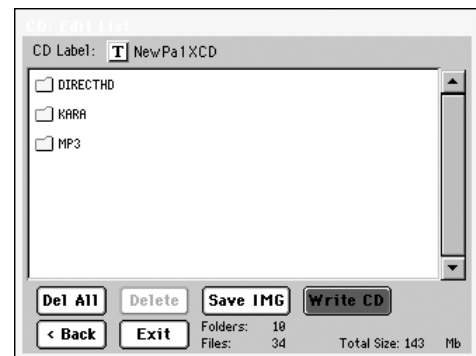 CD: Edit List
CD Label: T NewPa1XCD
DIRECTHD
KARA
MP3
Del All Delete Save IMG Write CD
< Back Exit Folders: 10
Files: 34 Total Size: 143 Mb